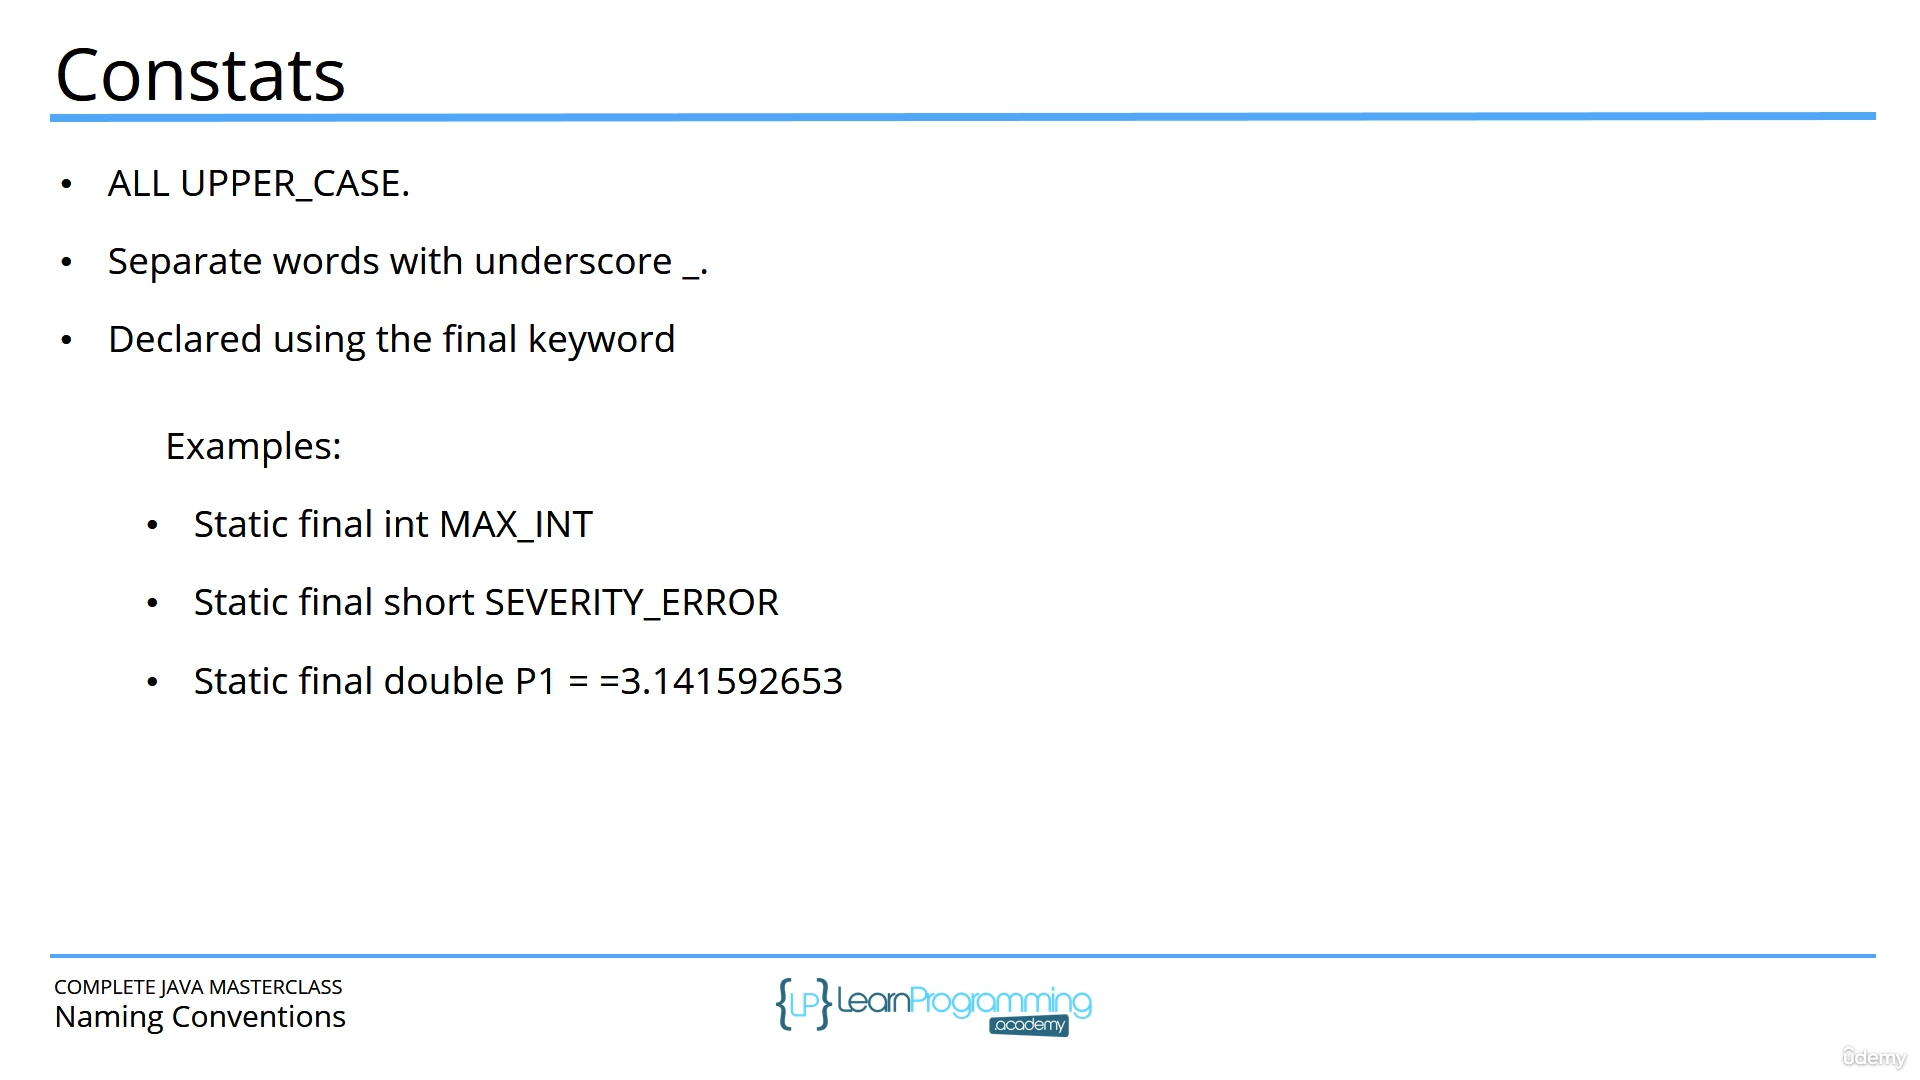 Constats
• ALL UPPER_CASE.
• Separate words with underscore _.
• Declared using the final keyword
Examples:
• Static final int MAX_INT
• Static final short SEVERITY_ERROR
• Static final double P1 = =3.141592653
COMPLETE JAVA MASTERCLASS
Naming Conventions
{LP} LearnProgramming
.academy
ûdemy